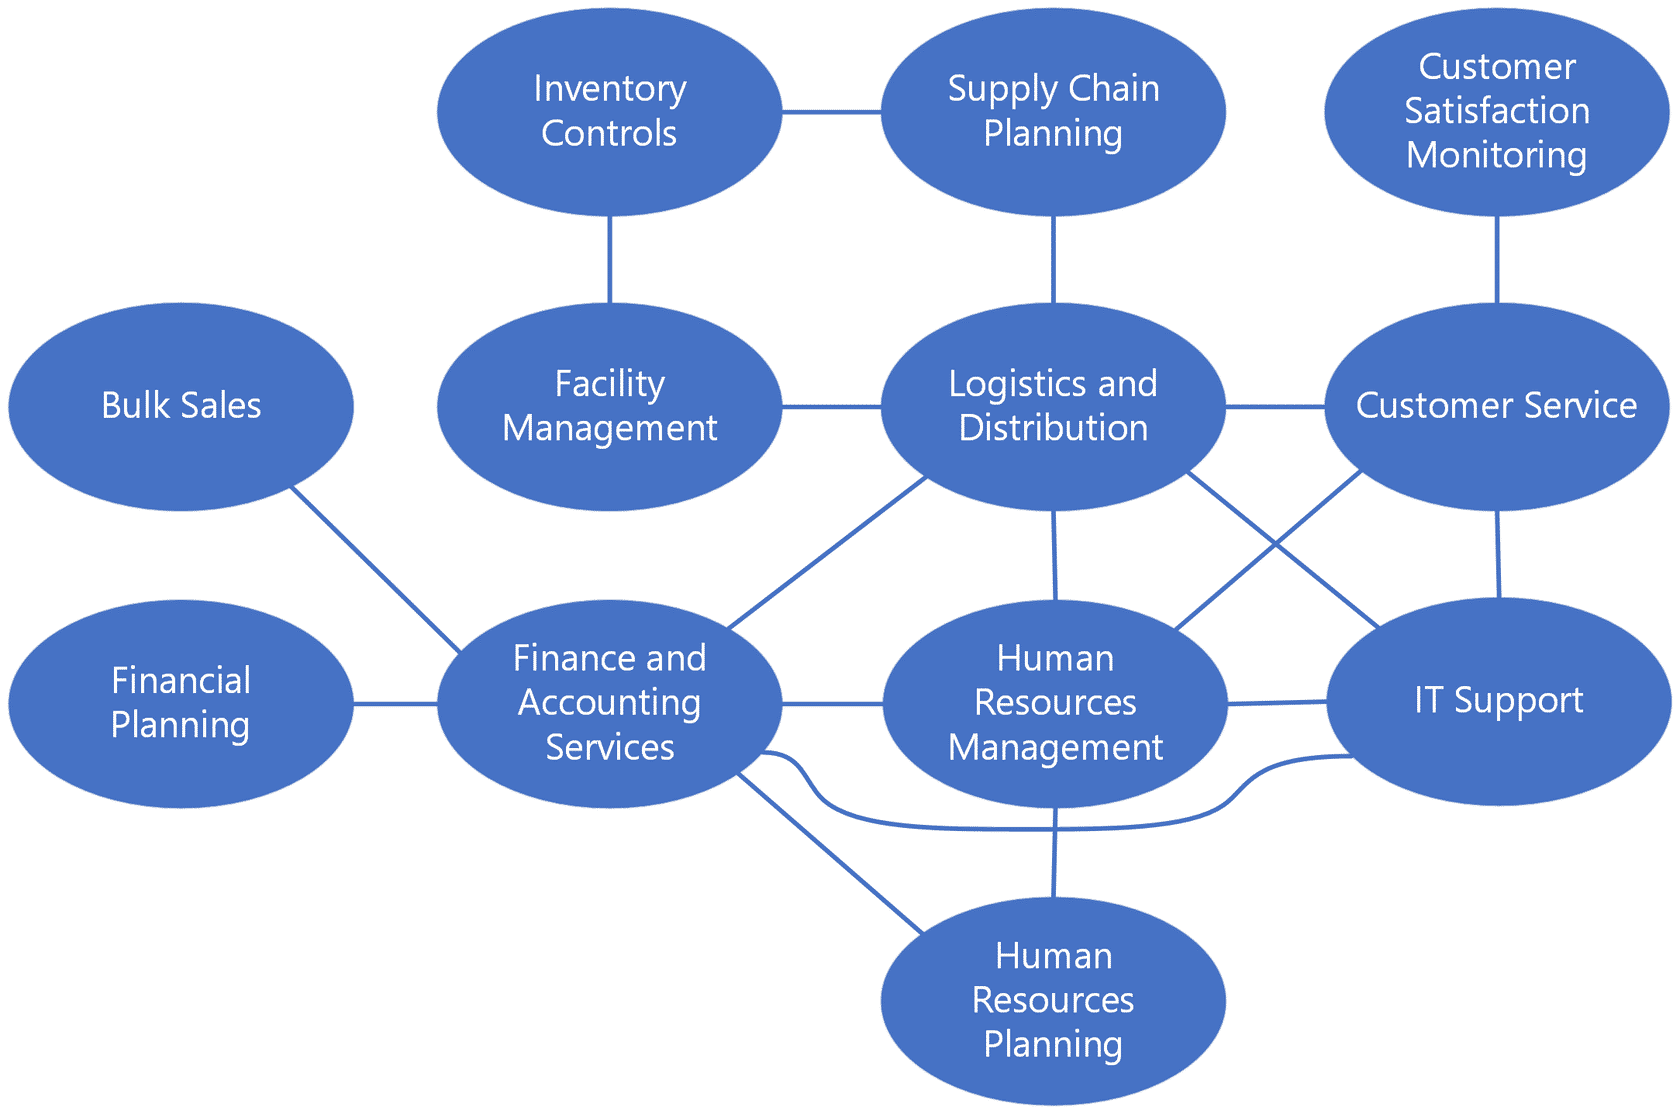 Inventory
Controls
Supply Chain
Planning
Customer
Satisfaction
Monitoring
Bulk Sales
Facility
Management
Logistics and
Distribution
Customer Service
Financial
Planning
Finance and
Accounting
Services
Human
Resources
Management
IT Support
Human
Resources
Planning